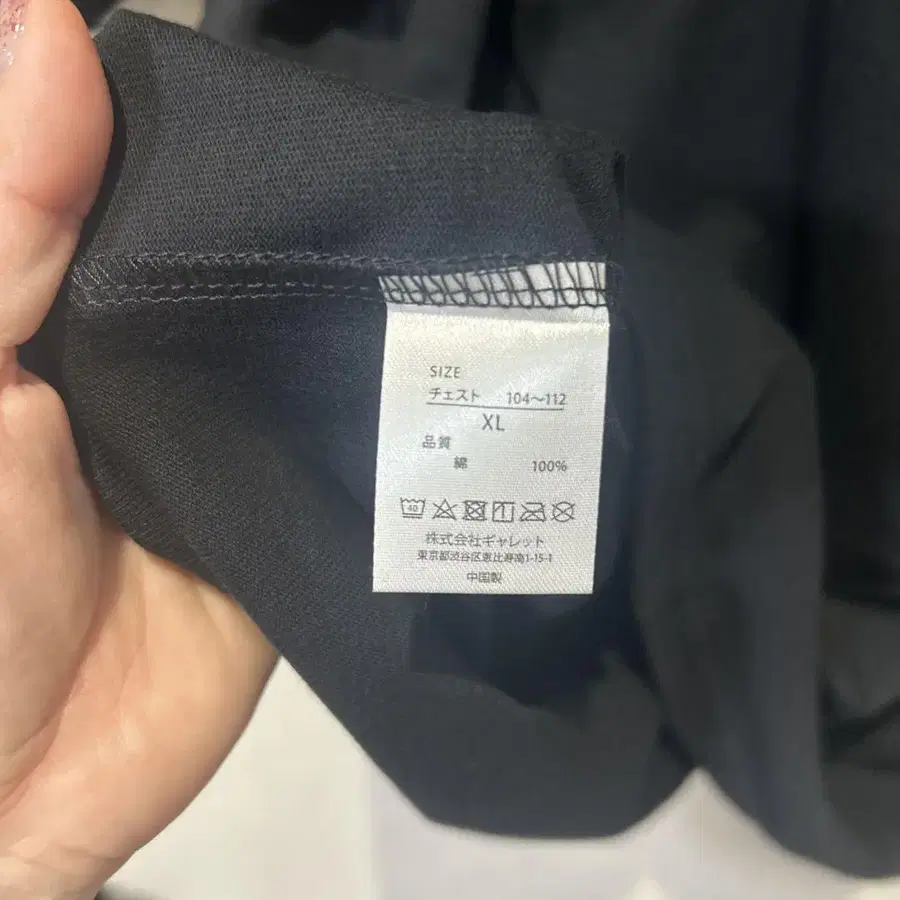 SIZE
チェスト 104～112
XL
品質
綿 100%
40
株式会社ギャレット
東京都渋谷区恵比寿南1-15-1
中国製